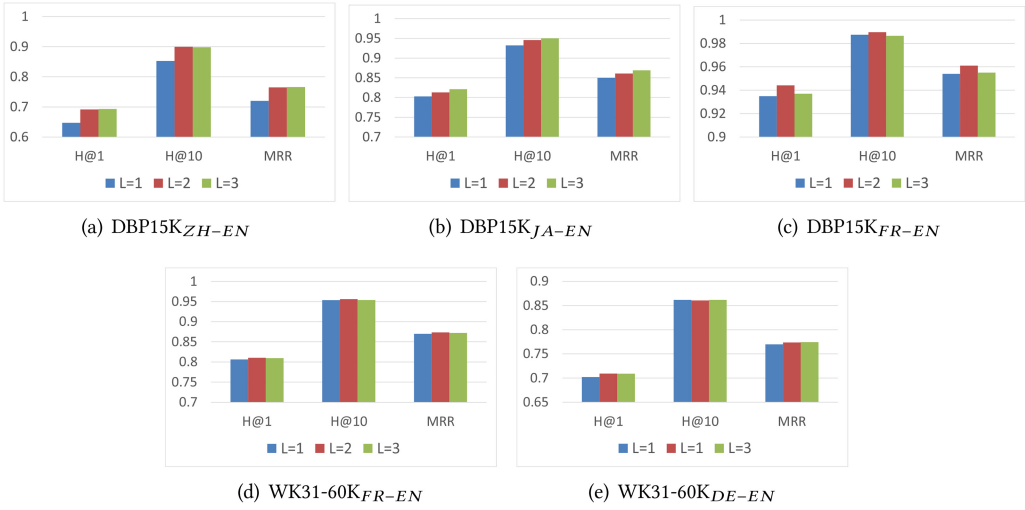 1
0.9
0.8
0.7
0.6
H@1 H@10 MRR
L=1 L=2 L=3
(a) DBP15K_{ZH−EN}
1
0.95
0.9
0.85
0.8
0.75
0.7
H@1 H@10 MRR
L=1 L=2 L=3
(b) DBP15K_{JA−EN}
1
0.98
0.96
0.94
0.92
0.9
H@1 H@10 MRR
L=1 L=2 L=3
(c) DBP15K_{FR−EN}
1
0.95
0.9
0.85
0.8
0.75
0.7
H@1 H@10 MRR
L=1 L=2 L=3
(d) WK31-60K_{FR−EN}
0.9
0.85
0.8
0.75
0.7
0.65
H@1 H@10 MRR
L=1 L=1 L=3
(e) WK31-60K_{DE−EN}